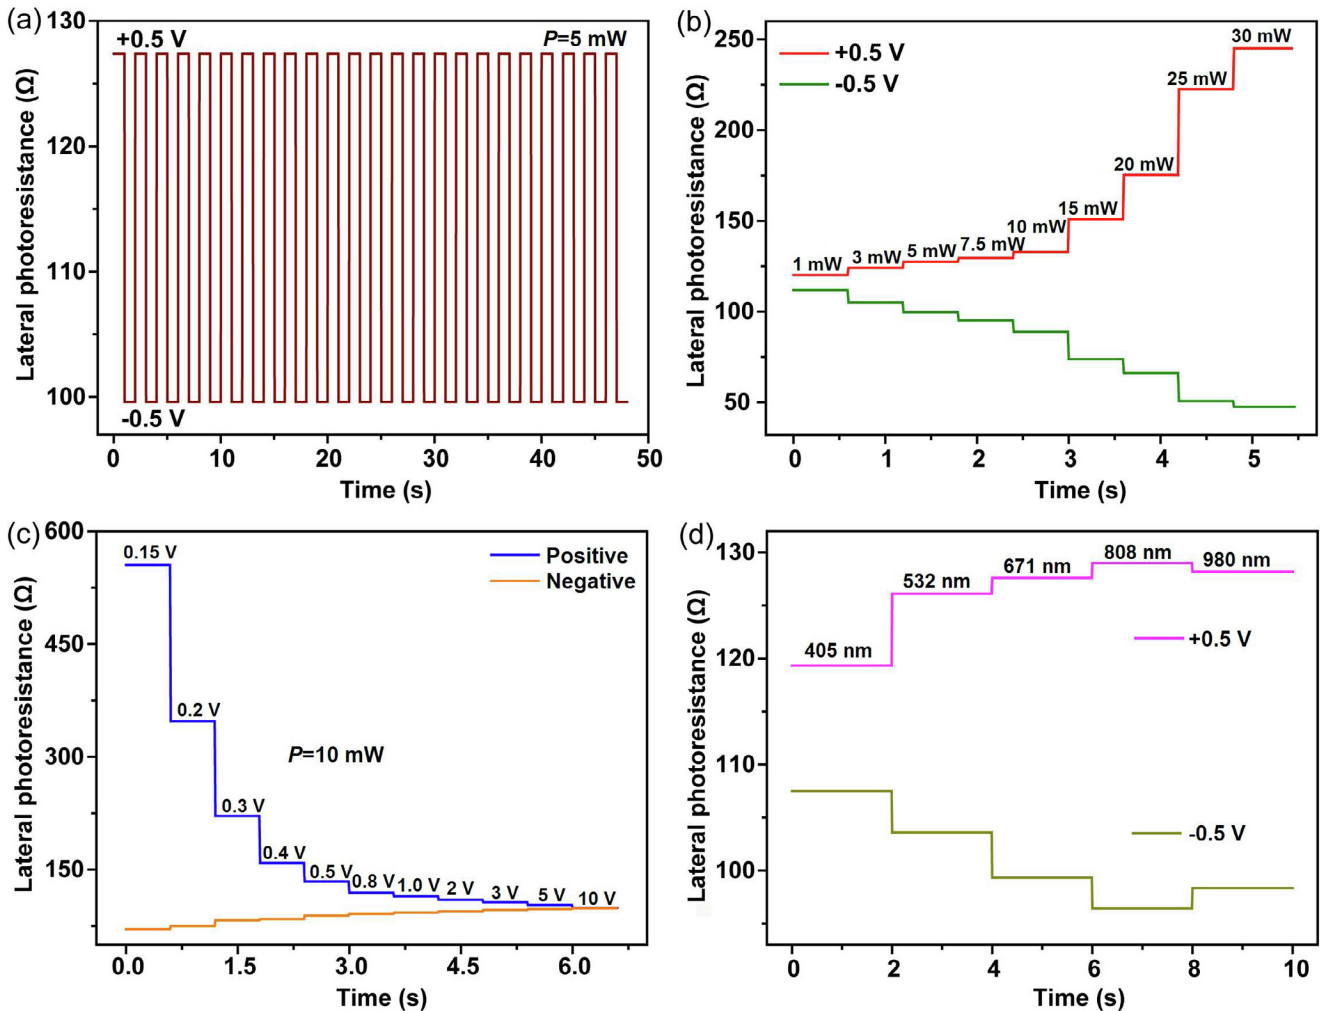 (a)
130
120
110
100
+0.5 V
P=5 mW
-0.5 V
0 10 20 30 40 50
Time (s)
Lateral photoresistance (Ω)
(b)
250
200
150
100
50
+0.5 V
-0.5 V
1 mW
3 mW
5 mW
7.5 mW
10 mW
15 mW
20 mW
25 mW
30 mW
0 1 2 3 4 5
Time (s)
Lateral photoresistance (Ω)
(c)
600
450
300
150
Positive
Negative
0.15 V
0.2 V
0.3 V
0.4 V
0.5 V
0.8 V
1.0 V
2 V
3 V
5 V
10 V
P=10 mW
0.0 1.5 3.0 4.5 6.0
Time (s)
Lateral photoresistance (Ω)
(d)
130
120
110
100
405 nm
532 nm
671 nm
808 nm
980 nm
+0.5 V
-0.5 V
0 2 4 6 8 10
Time (s)
Lateral photoresistance (Ω)